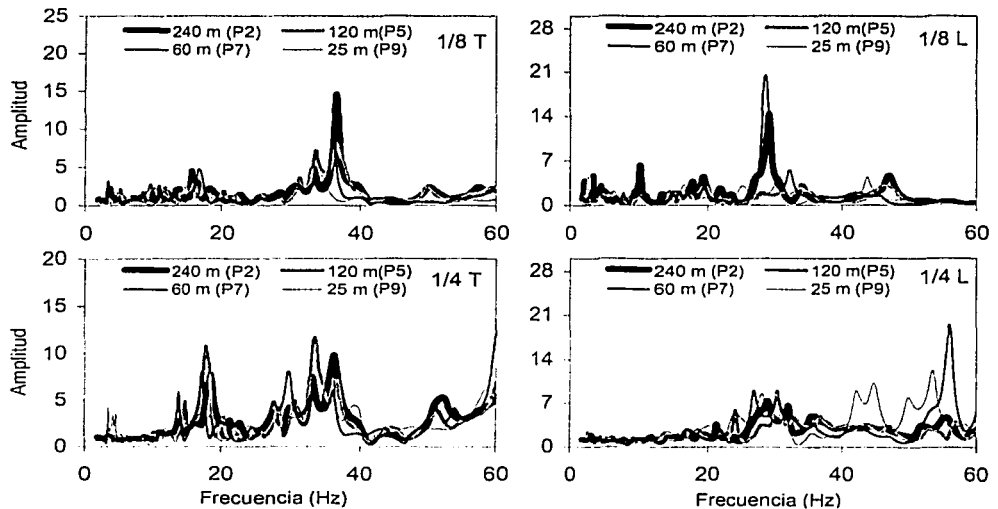 25
20
15
10
5
0
Amplitud
240 m (P2)
120 m(P5)
60 m (P7)
25 m (P9)
1/8 T
0
20
40
60
28
21
14
7
0
240 m (P2)
120 m(P5)
60 m (P7)
25 m (P9)
1/8 L
0
20
40
60
20
15
10
5
0
Amplitud
240 m (P2)
120 m(P5)
60 m (P7)
25 m (P9)
1/4 T
0
20
40
60
Frecuencia (Hz)
28
21
14
7
0
240 m (P2)
120 m(P5)
60 m (P7)
25 m (P9)
1/4 L
0
20
40
60
Frecuencia (Hz)